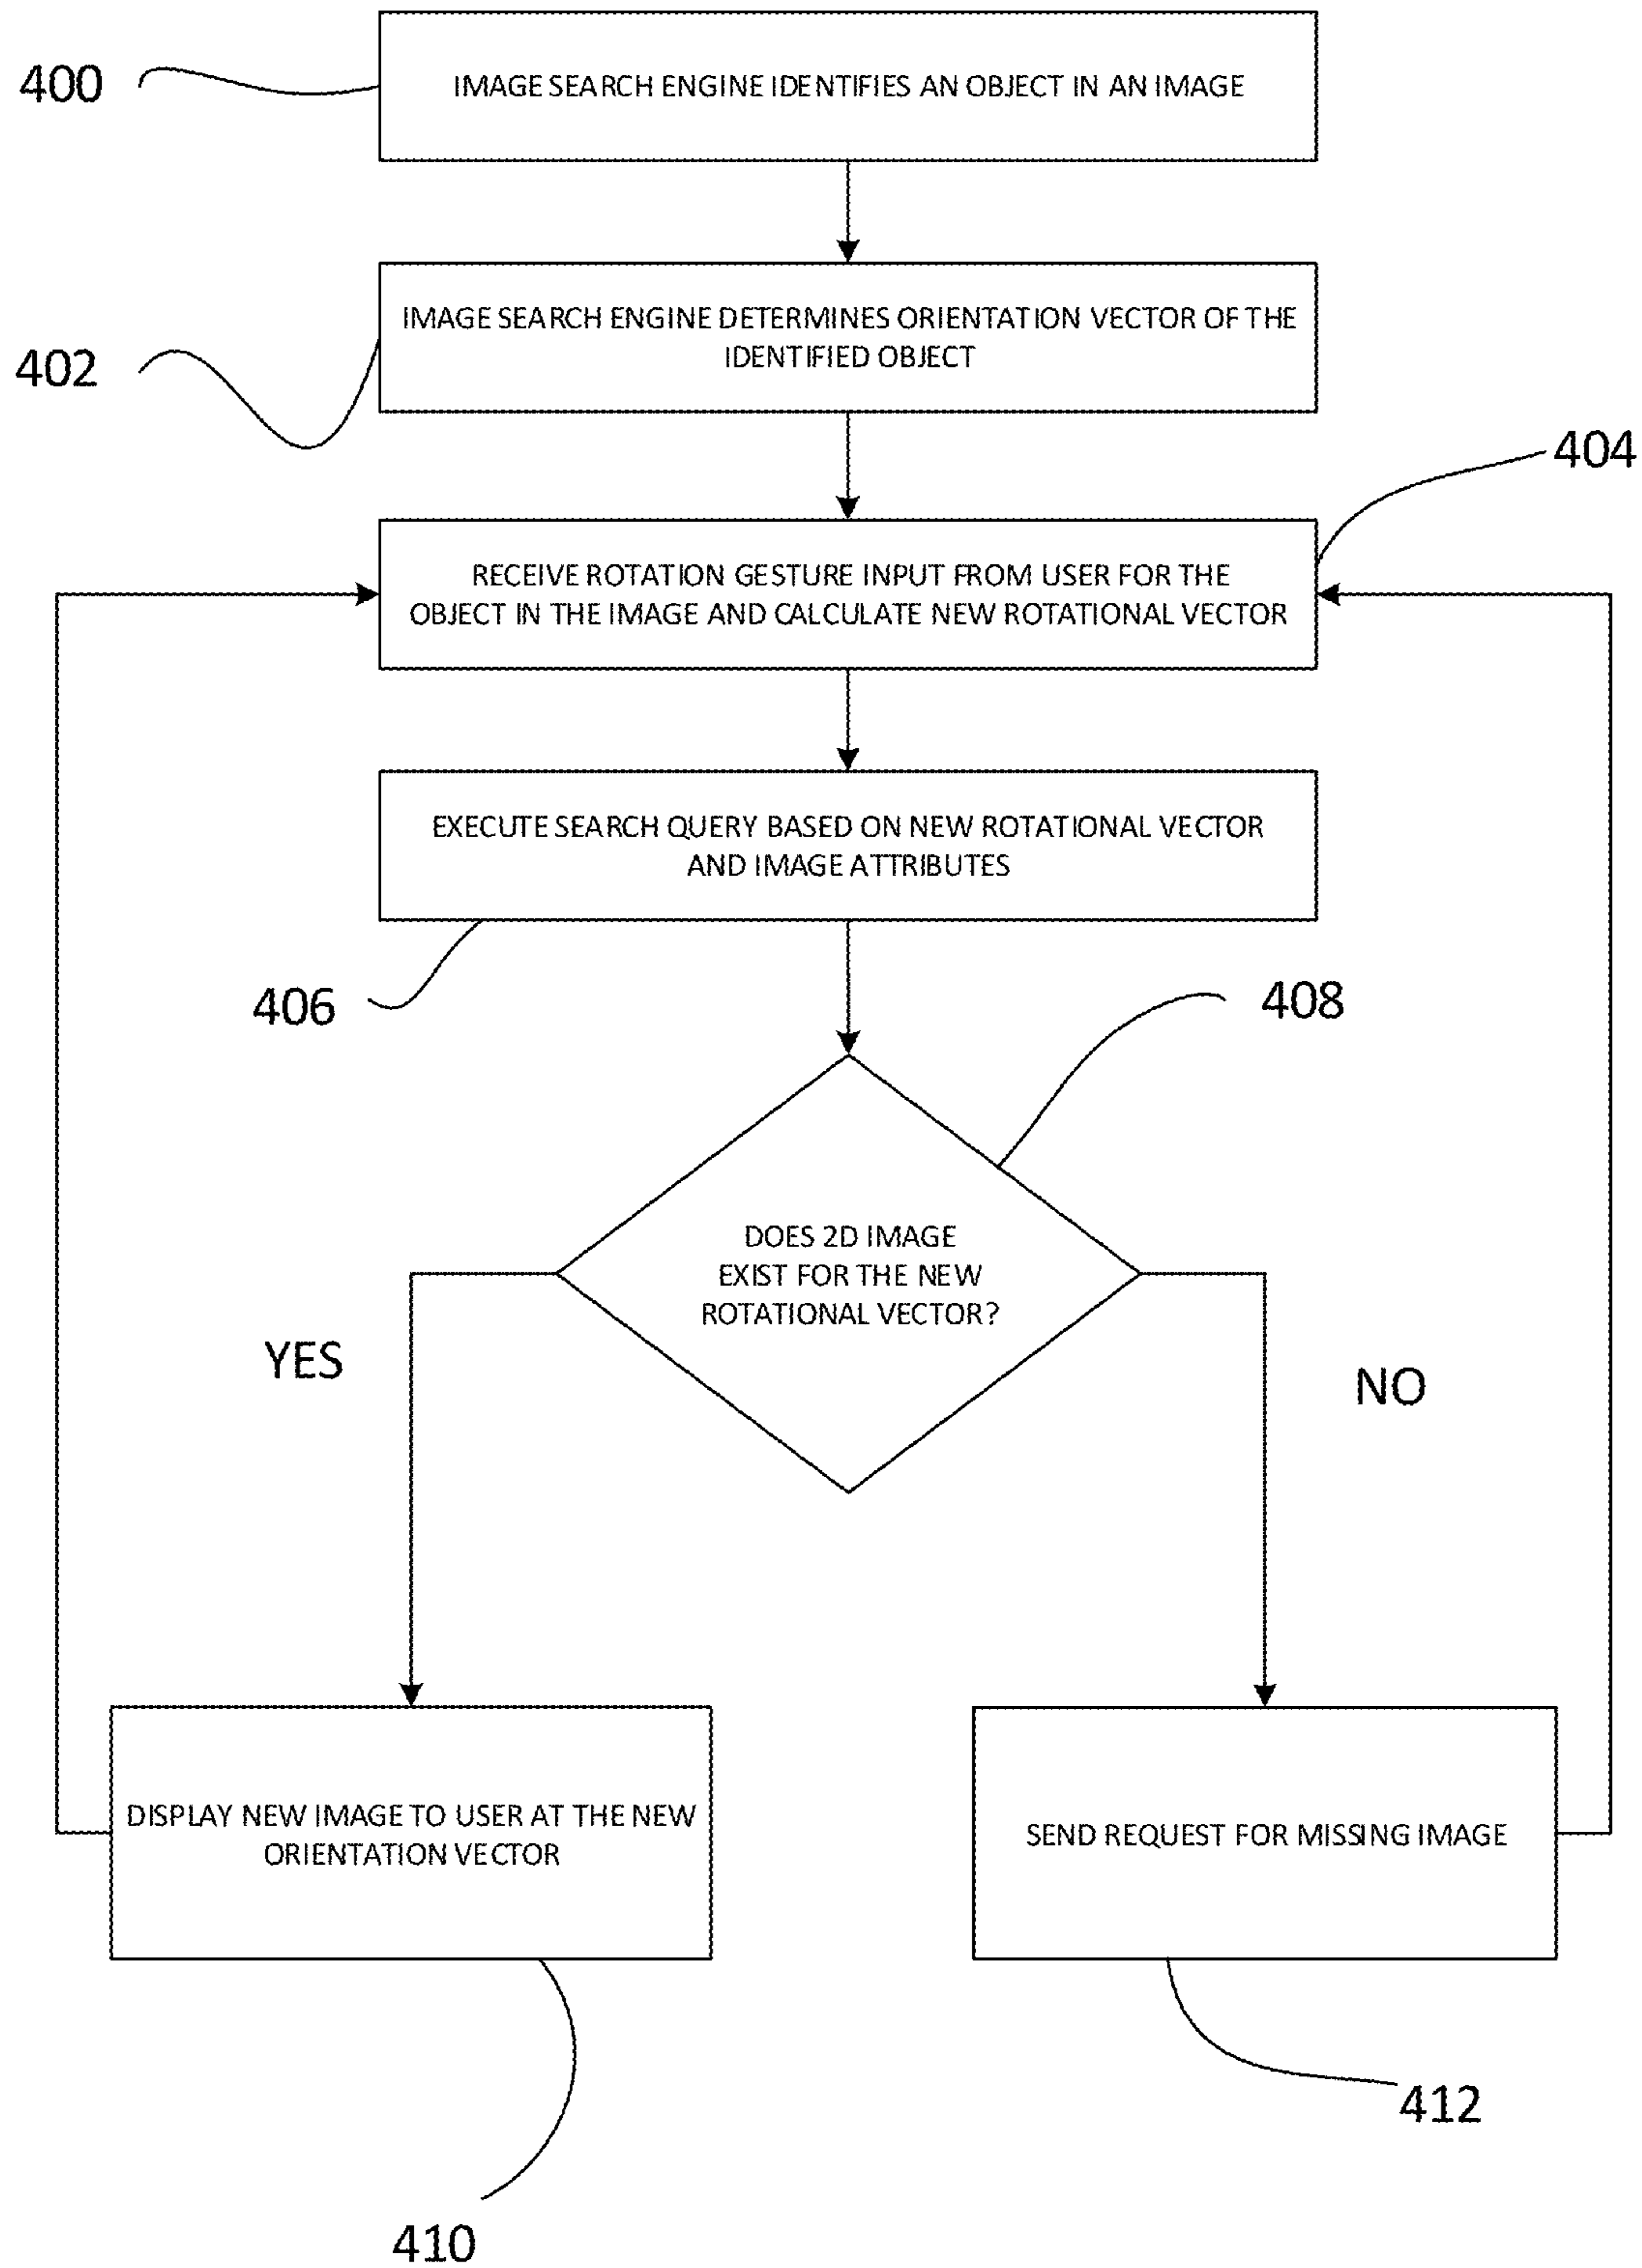 400
IMAGE SEARCH ENGINE IDENTIFIES AN OBJECT IN AN IMAGE
402
IMAGE SEARCH ENGINE DETERMINES ORIENTATION VECTOR OF THE
IDENTIFIED OBJECT
404
RECEIVE ROTATION GESTURE INPUT FROM USER FOR THE
OBJECT IN THE IMAGE AND CALCULATE NEW ROTATIONAL VECTOR
EXECUTE SEARCH QUERY BASED ON NEW ROTATIONAL VECTOR
AND IMAGE ATTRIBUTES
406
408
DOES 2D IMAGE
EXIST FOR THE NEW
ROTATIONAL VECTOR?
YES
NO
DISPLAY NEW IMAGE TO USER AT THE NEW
ORIENTATION VECTOR
SEND REQUEST FOR MISSING IMAGE
412
410